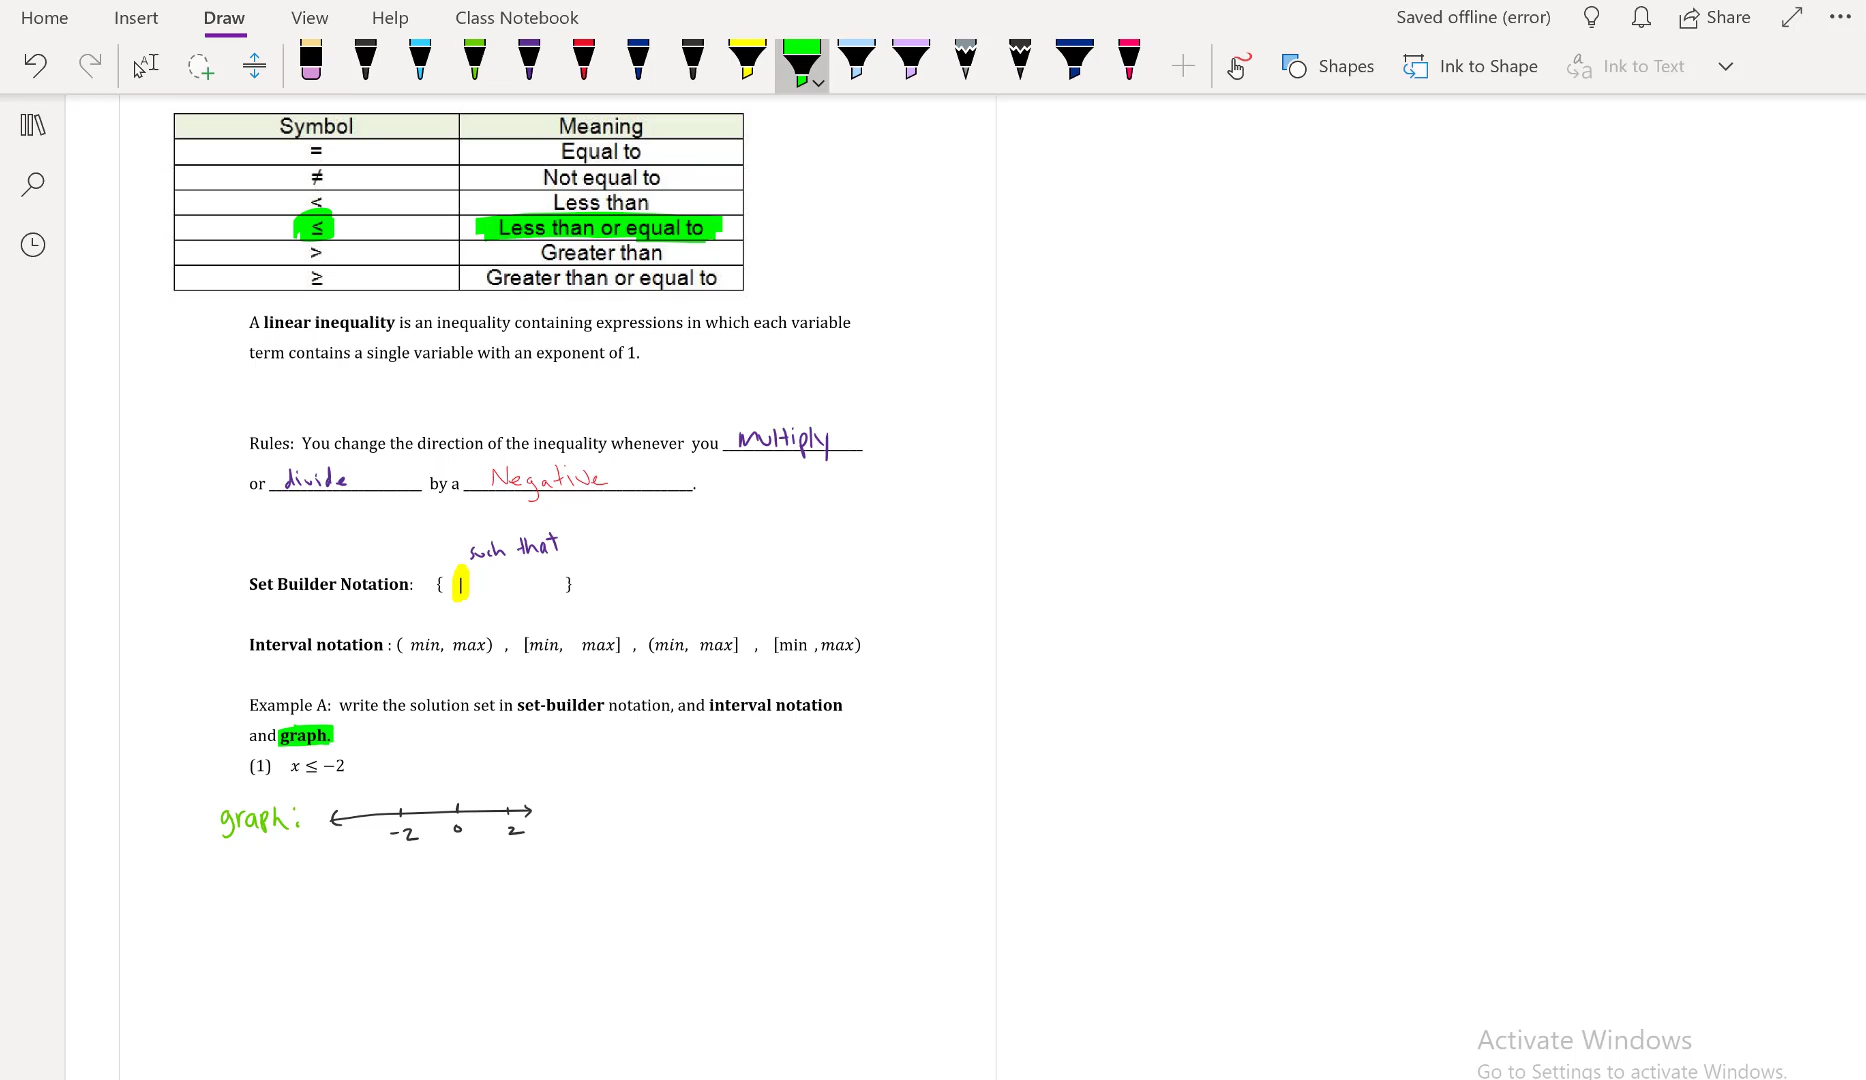 Home Insert Draw View Help Class Notebook Saved offline (error) Share
Shapes Ink to Shape Ink to Text
Symbol Meaning
= Equal to
≠ Not equal to
< Less than
≤ Less than or equal to
> Greater than
≥ Greater than or equal to
A linear inequality is an inequality containing expressions in which each variable
term contains a single variable with an exponent of 1.
Rules: You change the direction of the inequality whenever you multiply
or divide by a Negative.
such that
Set Builder Notation: { | }
Interval notation : ( min, max) , [min, max] , (min, max] , [min ,max)
Example A: write the solution set in set-builder notation, and interval notation
and graph.
(1) x ≤ −2
graph:
-2 0 2
Activate Windows
Go to Settings to activate Windows.